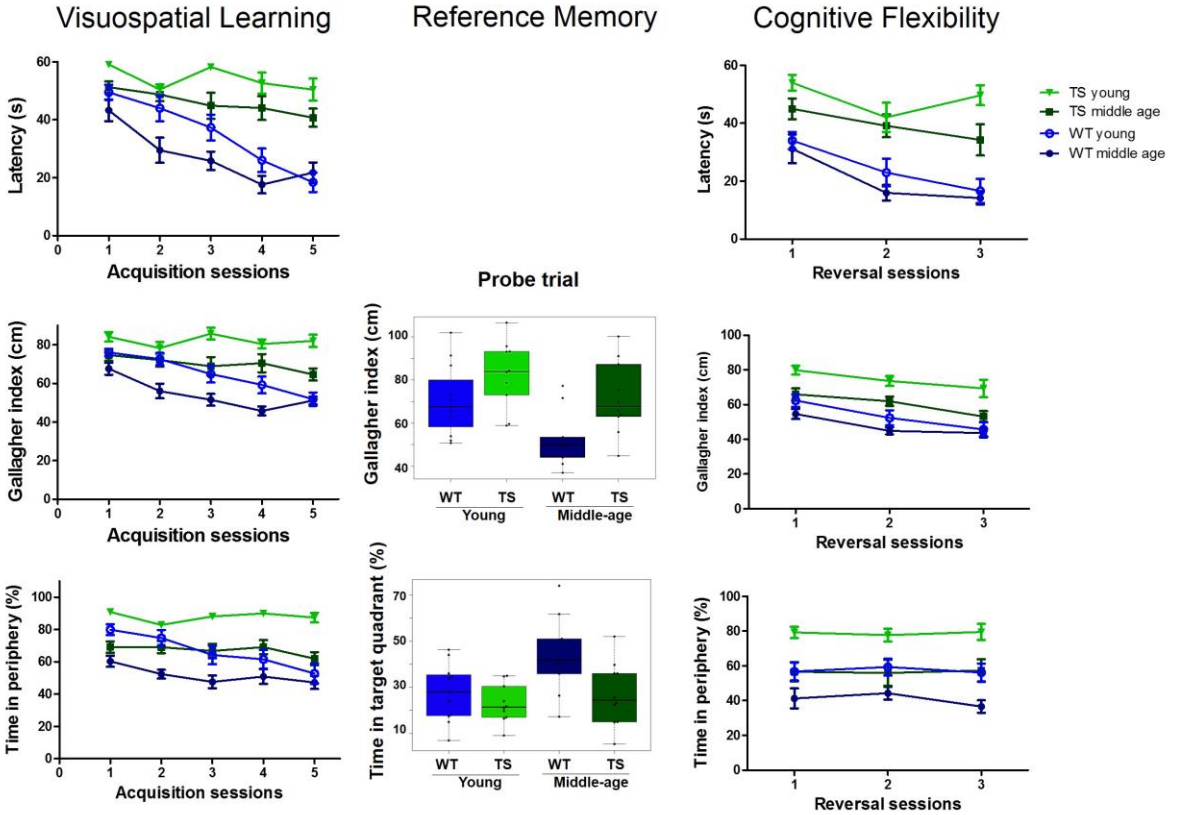 Visuospatial Learning
Reference Memory
Cognitive Flexibility
Latency (s)
60
40
20
0
0 1 2 3 4 5
Acquisition sessions
Latency (s)
60
40
20
0
1 2 3
Reversal sessions
TS young
TS middle age
WT young
WT middle age
Gallagher index (cm)
80
60
40
20
0
0 1 2 3 4 5
Acquisition sessions
Probe trial
Gallagher index (cm)
100
80
60
40
WT TS WT TS
Young Middle-age
Gallagher index (cm)
100
80
60
40
20
0
1 2 3
Reversal sessions
Time in periphery (%)
100
80
60
40
20
0
0 1 2 3 4 5
Acquisition sessions
Time in target quadrant (%)
70
50
30
10
WT TS WT TS
Young Middle-age
Time in periphery (%)
100
80
60
40
20
0
1 2 3
Reversal sessions